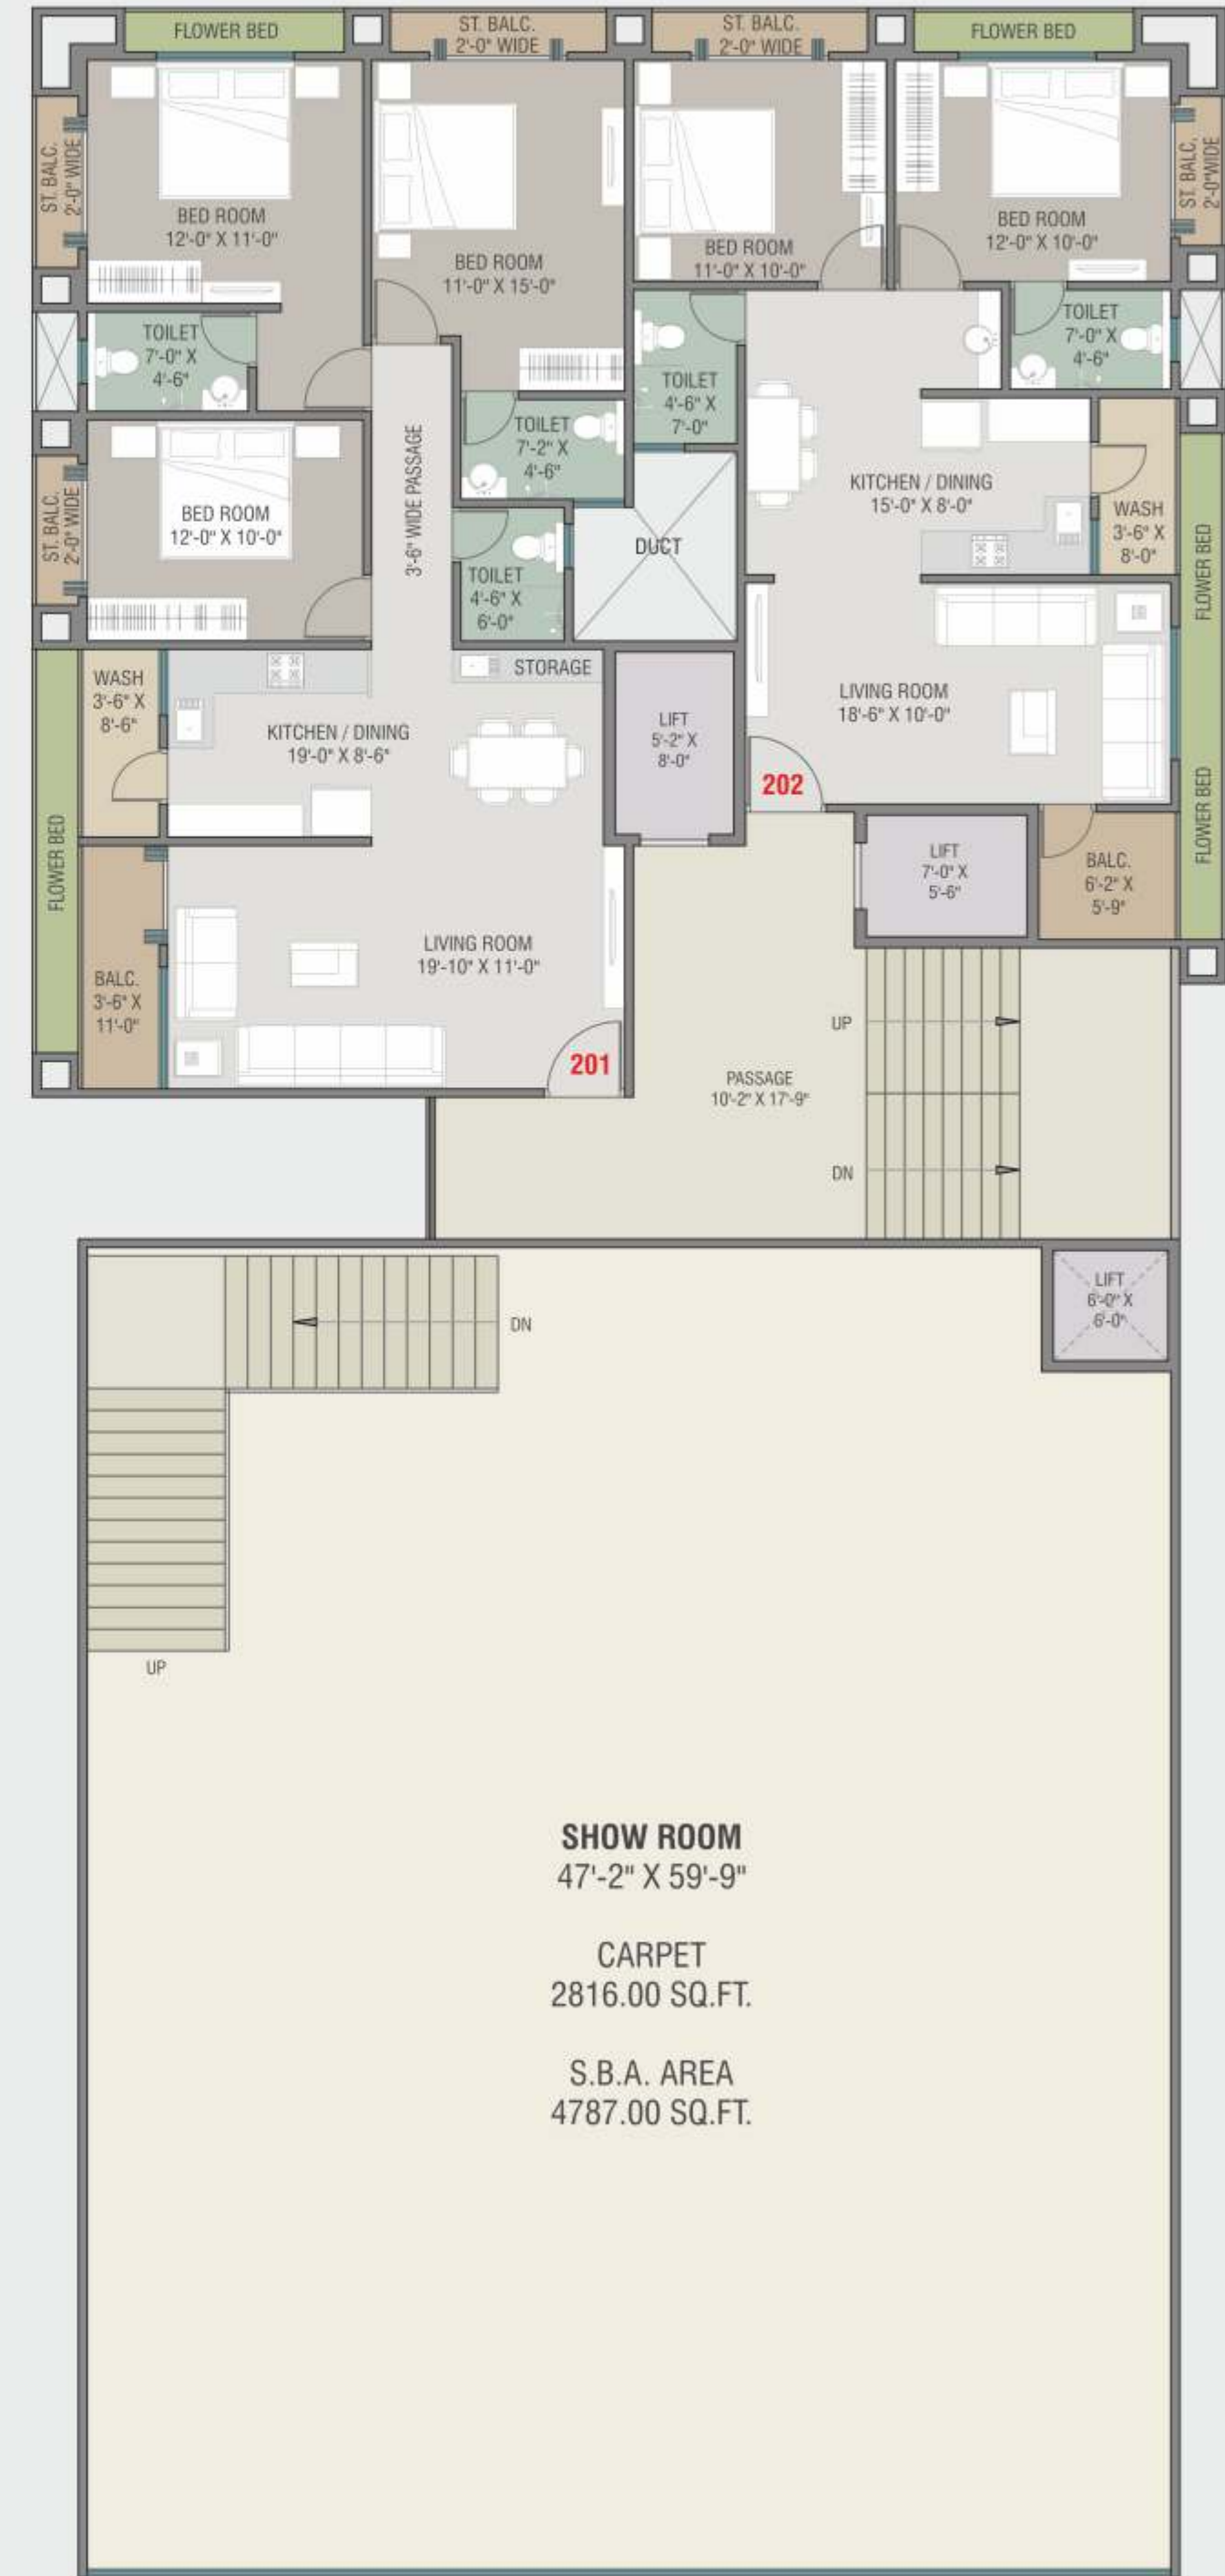 FLOWER BED
ST. BALC.
2'-0" WIDE
ST. BALC.
2'-0" WIDE
FLOWER BED
ST. BALC.
2'-0" WIDE
BED ROOM
12'-0" X 11'-0"
BED ROOM
11'-0" X 15'-0"
BED ROOM
11'-0" X 10'-0"
BED ROOM
12'-0" X 10'-0"
ST. BALC.
2'-0"WIDE
TOILET
7'-0" X
4'-6"
TOILET
4'-6" X
7'-0"
TOILET
7'-0" X
4'-6"
ST. BALC.
2'-0" WIDE
BED ROOM
12'-0" X 10'-0"
3'-6" WIDE PASSAGE
TOILET
7'-2" X
4'-6"
TOILET
4'-6" X
6'-0"
DUCT
KITCHEN / DINING
15'-0" X 8'-0"
WASH
3'-6" X
8'-0"
FLOWER BED
WASH
3'-6" X
8'-6"
KITCHEN / DINING
19'-0" X 8'-6"
STORAGE
LIFT
5'-2" X
8'-0"
LIVING ROOM
18'-6" X 10'-0"
202
FLOWER BED
FLOWER BED
LIFT
7'-0" X
5'-6"
BALC.
6'-2" X
5'-9"
BALC.
3'-6" X
11'-0"
LIVING ROOM
19'-10" X 11'-0"
201
UP
PASSAGE
10'-2" X 17'-9"
DN
LIFT
6'-0" X
6'-0"
DN
UP
SHOW ROOM
47'-2" X 59'-9"
CARPET
2816.00 SQ.FT.
S.B.A. AREA
4787.00 SQ.FT.